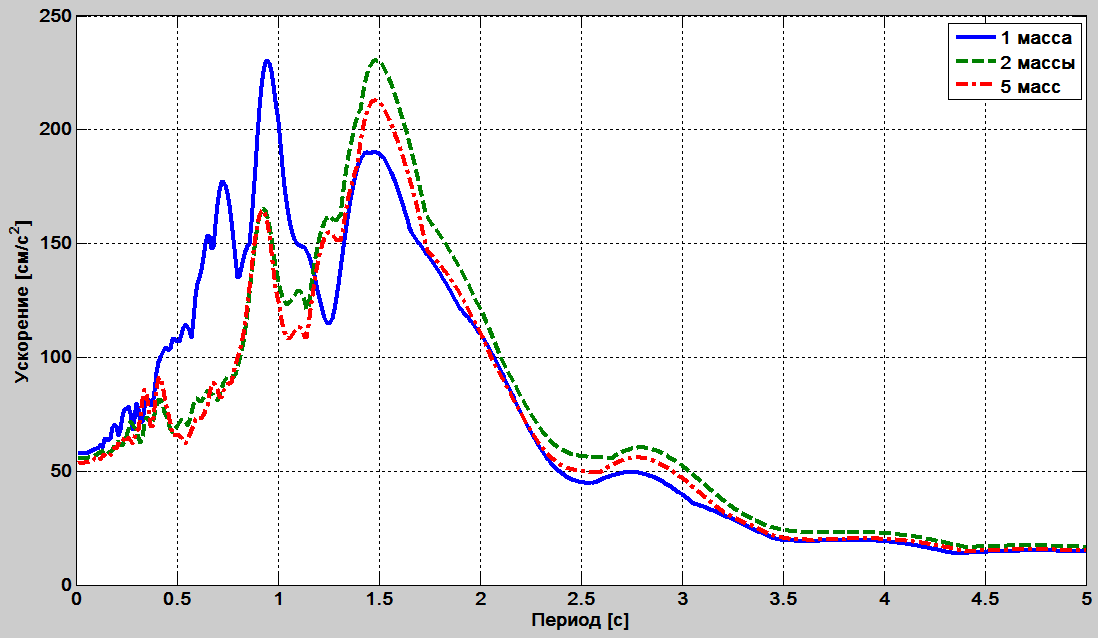 250
200
150
100
50
0
Ускорение [см/с²]
1 масса
2 массы
5 масс
0 0.5 1 1.5 2 2.5 3 3.5 4 4.5 5
Период [с]